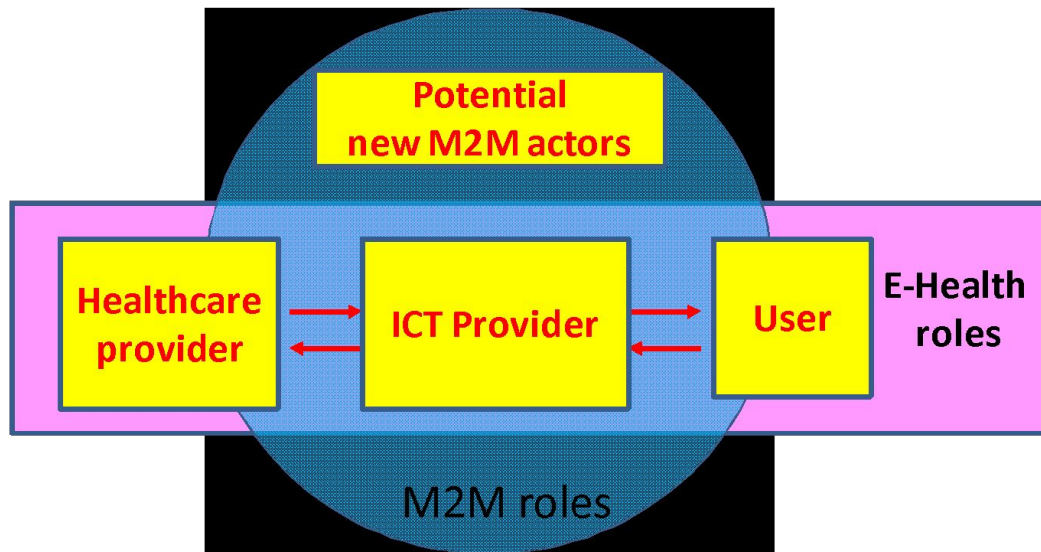 Potential
new M2M actors
Healthcare
provider
ICT Provider
User
E-Health
roles
M2M roles